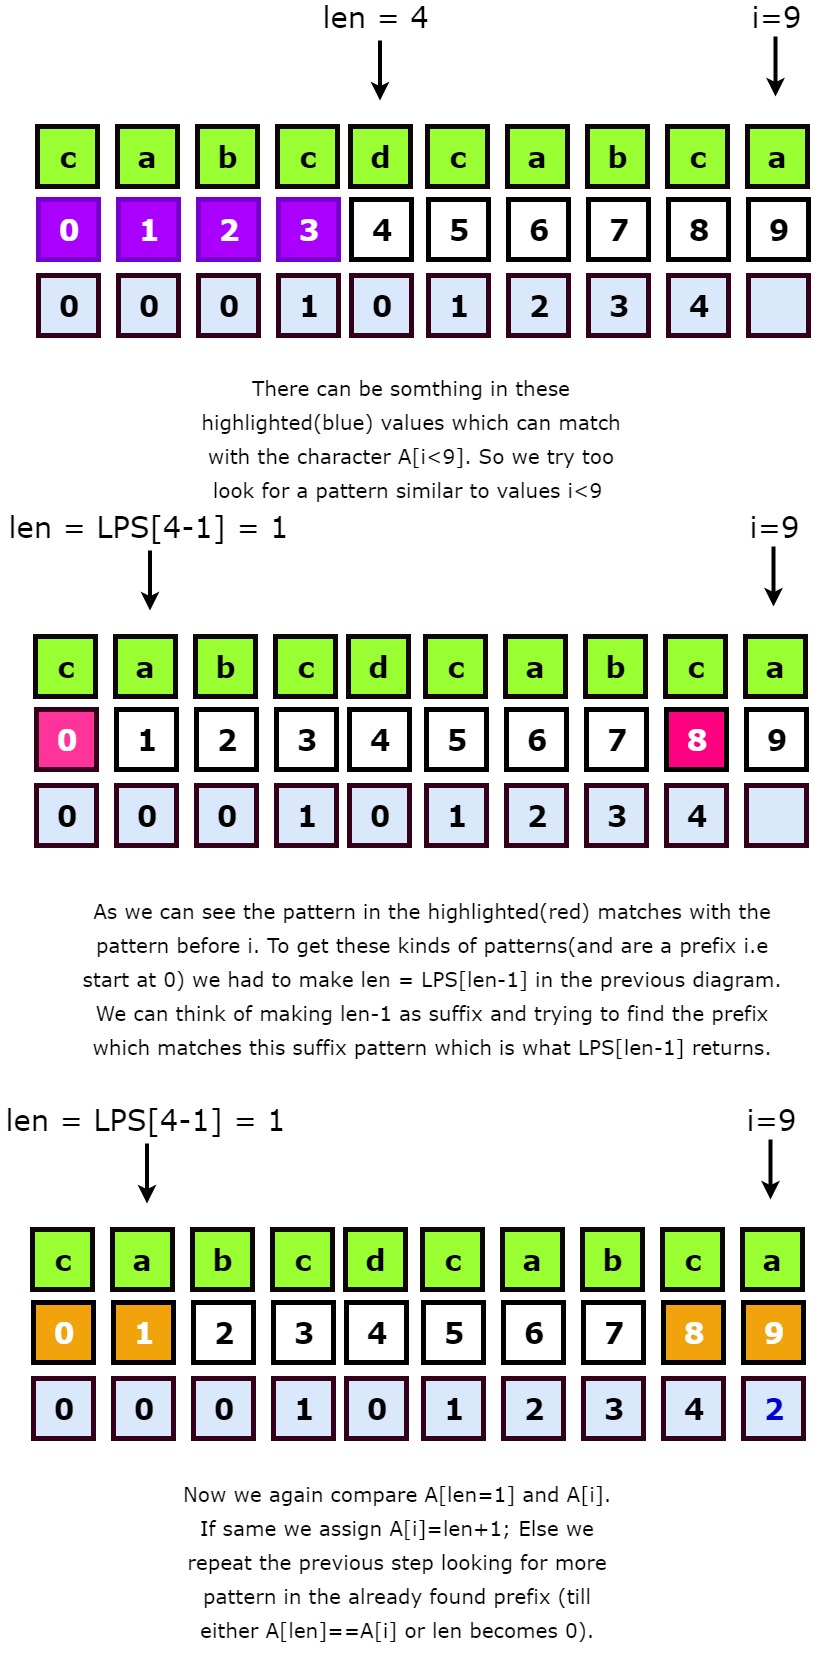 len = 4 i=9
c a b c d c a b c a
0 1 2 3 4 5 6 7 8 9
0 0 0 1 0 1 2 3 4
There can be somthing in these
highlighted(blue) values which can match
with the character A[i<9]. So we try too
look for a pattern similar to values i<9
len = LPS[4-1] = 1 i=9
c a b c d c a b c a
0 1 2 3 4 5 6 7 8 9
0 0 0 1 0 1 2 3 4
As we can see the pattern in the highlighted(red) matches with the
pattern before i. To get these kinds of patterns(and are a prefix i.e
start at 0) we had to make len = LPS[len-1] in the previous diagram.
We can think of making len-1 as suffix and trying to find the prefix
which matches this suffix pattern which is what LPS[len-1] returns.
len = LPS[4-1] = 1 i=9
c a b c d c a b c a
0 1 2 3 4 5 6 7 8 9
0 0 0 1 0 1 2 3 4 2
Now we again compare A[len=1] and A[i].
If same we assign A[i]=len+1; Else we
repeat the previous step looking for more
pattern in the already found prefix (till
either A[len]==A[i] or len becomes 0).